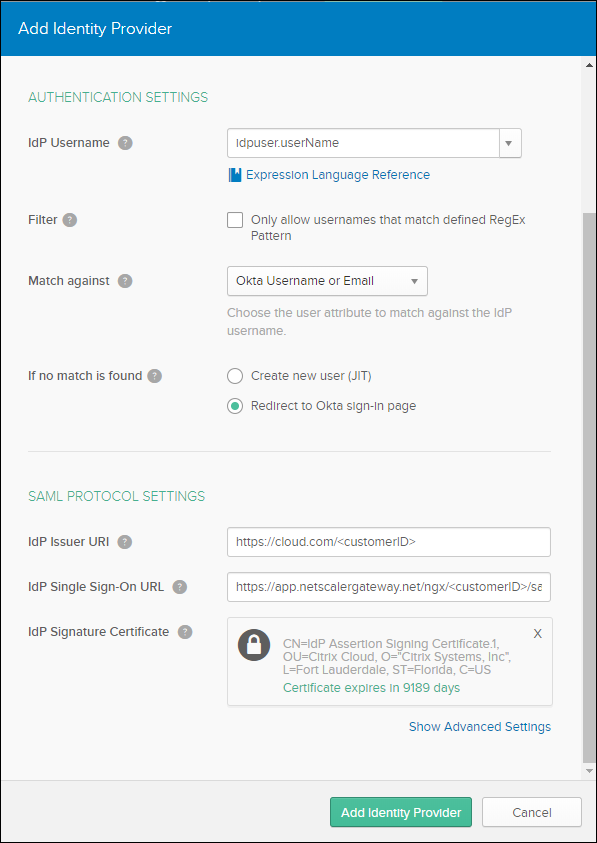 Add Identity Provider
AUTHENTICATION SETTINGS
IdP Username ?
idpuser.userName
Expression Language Reference
Filter ?
Only allow usernames that match defined RegEx
Pattern
Match against ?
Okta Username or Email
Choose the user attribute to match against the IdP
username.
If no match is found ?
Create new user (JIT)
Redirect to Okta sign-in page
SAML PROTOCOL SETTINGS
IdP Issuer URI ?
https://cloud.com/<customerID>
IdP Single Sign-On URL ?
https://app.netscalergateway.net/ngx/<customerID>/sa
IdP Signature Certificate ?
X
CN=IdP Assertion Signing Certificate.1,
OU=Citrix Cloud, O="Citrix Systems, Inc",
L=Fort Lauderdale, ST=Florida, C=US
Certificate expires in 9189 days
Show Advanced Settings
Add Identity Provider
Cancel